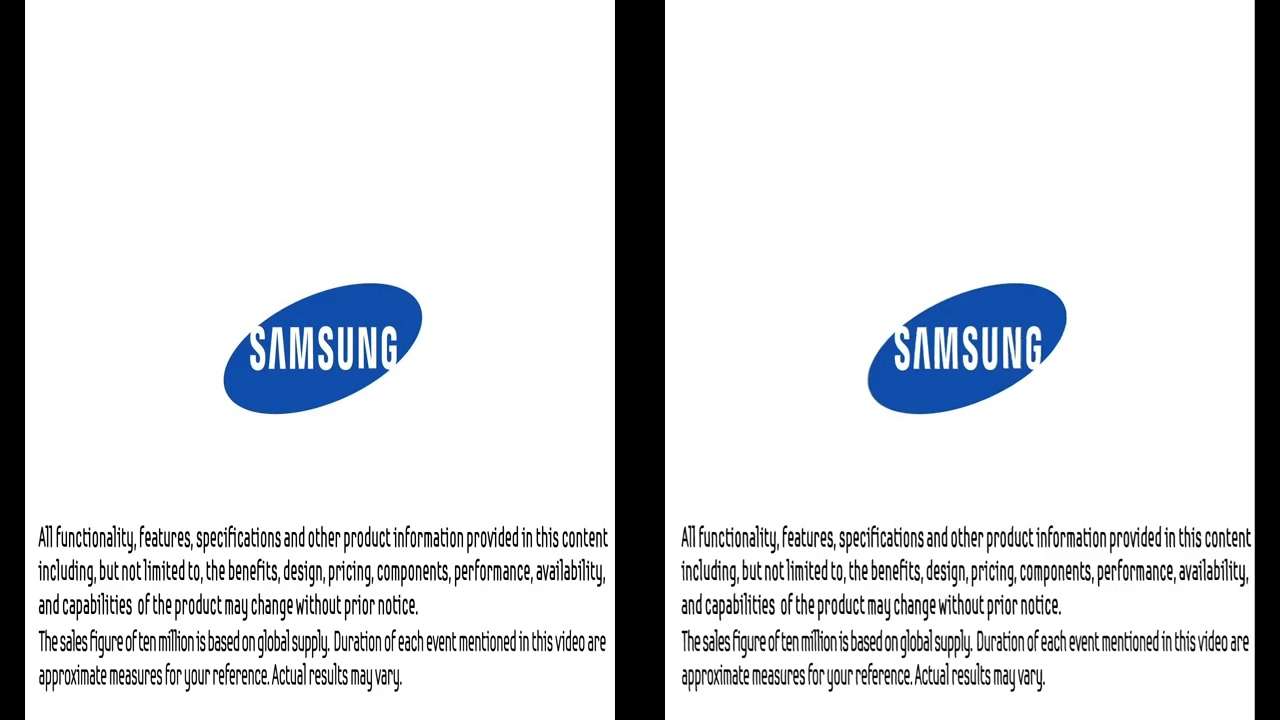 SAMSUNG
All functionality, features, specifications and other product information provided in this content
including, but not limited to, the benefits, design, pricing, components, performance, availability,
and capabilities of the product may change without prior notice.
The sales figure of ten million is based on global supply. Duration of each event mentioned in this video are
approximate measures for your reference. Actual results may vary.
SAMSUNG
All functionality, features, specifications and other product information provided in this content
including, but not limited to, the benefits, design, pricing, components, performance, availability,
and capabilities of the product may change without prior notice.
The sales figure of ten million is based on global supply. Duration of each event mentioned in this video are
approximate measures for your reference. Actual results may vary.